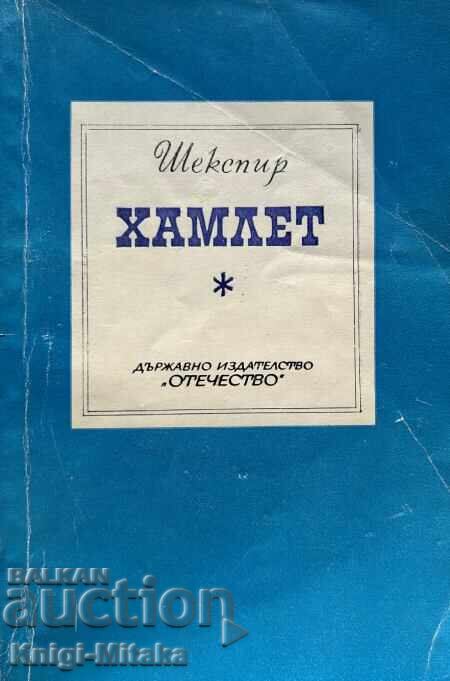 Шекспир
ХАМЛЕТ
*
ДЪРЖАВНО ИЗДАТЕЛСТВО
„ОТЕЧЕСТВО"
BALKAN
auction
Knigi-Mitaka